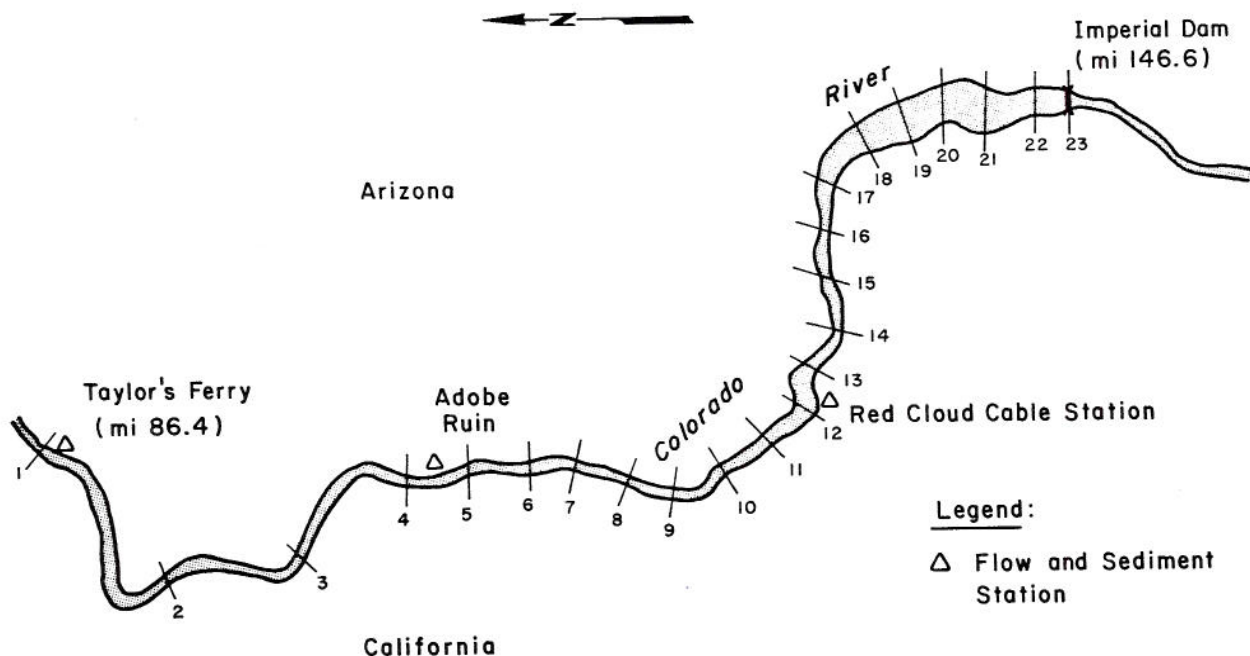 N
Imperial Dam
(mi 146.6)
River
Arizona
20
21
22
23
19
18
17
16
15
14
13
Taylor's Ferry
(mi 86.4)
Adobe
Ruin
Colorado
12
Red Cloud Cable Station
1
4
5
6
7
8
9
10
11
2
3
Legend:
Flow and Sediment
Station
California